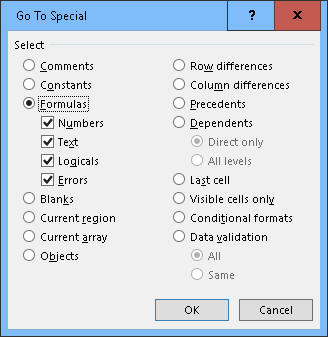 Go To Special
?
X
Select
Comments
Constants
Formulas
Numbers
Text
Logicals
Errors
Blanks
Current region
Current array
Objects
Row differences
Column differences
Precedents
Dependents
Direct only
All levels
Last cell
Visible cells only
Conditional formats
Data validation
All
Same
OK
Cancel